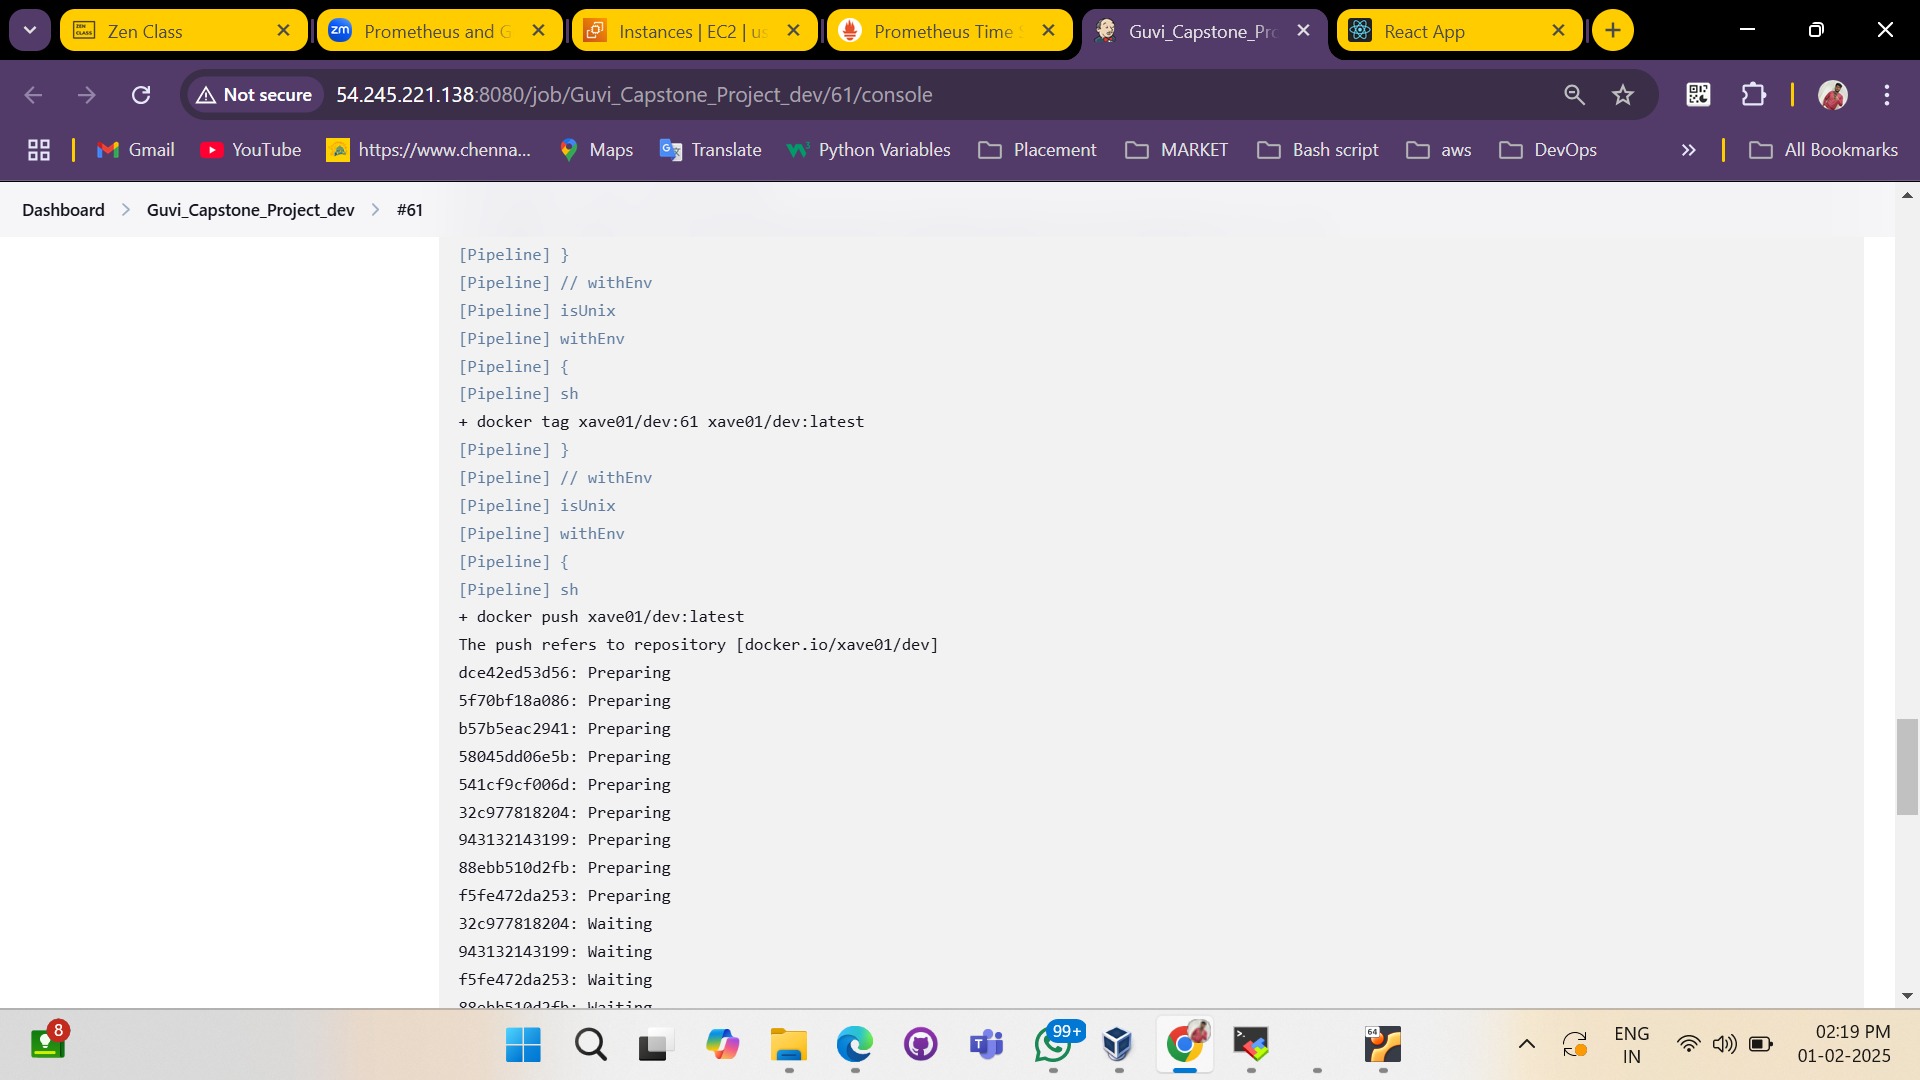 Zen Class
Prometheus and G
Instances | EC2 | us
Prometheus Time S
Guvi_Capstone_Pro
React App
Not secure
54.245.221.138:8080/job/Guvi_Capstone_Project_dev/61/console
Gmail
YouTube
https://www.chenna...
Maps
Translate
Python Variables
Placement
MARKET
Bash script
aws
DevOps
All Bookmarks
Dashboard
Guvi_Capstone_Project_dev
#61
[Pipeline] }
[Pipeline] // withEnv
[Pipeline] isUnix
[Pipeline] withEnv
[Pipeline] {
[Pipeline] sh
+ docker tag xave01/dev:61 xave01/dev:latest
[Pipeline] }
[Pipeline] // withEnv
[Pipeline] isUnix
[Pipeline] withEnv
[Pipeline] {
[Pipeline] sh
+ docker push xave01/dev:latest
The push refers to repository [docker.io/xave01/dev]
dce42ed53d56: Preparing
5f70bf18a086: Preparing
b57b5eac2941: Preparing
58045dd06e5b: Preparing
541cf9cf006d: Preparing
32c977818204: Preparing
943132143199: Preparing
88ebb510d2fb: Preparing
f5fe472da253: Preparing
32c977818204: Waiting
943132143199: Waiting
f5fe472da253: Waiting
88ebb510d2fb: Waiting
8
99+
64
ENG
IN
02:19 PM
01-02-2025